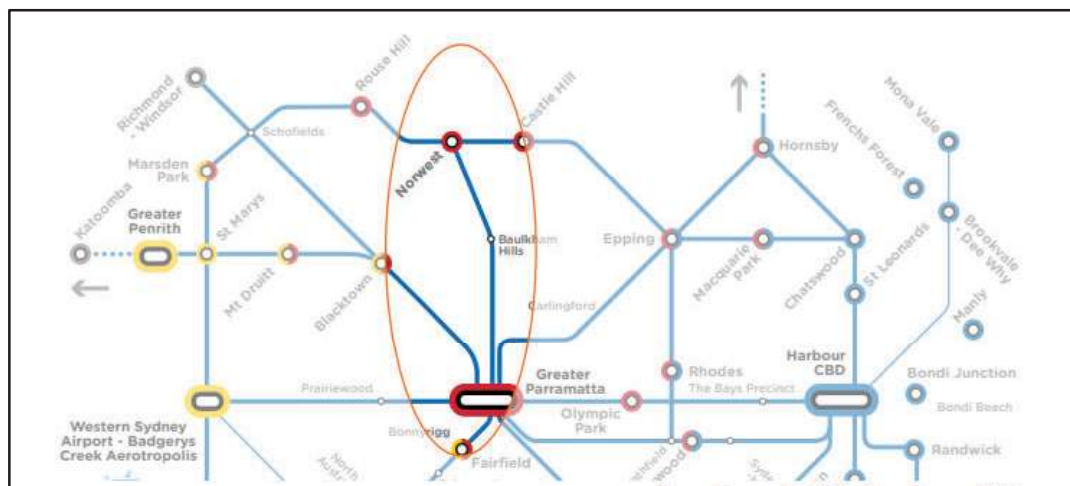 Richmond
- Windsor
Rouse Hill
Castle Hill
Schofields
Marsden
Park
Norwest
Hornsby
Frenchs Forest
Mona Vale
Katoomba
Greater
Penrith
St Marys
Mt Druitt
Blacktown
Baulkham
Hills
Epping
Macquarie
Park
Chatswood
St Leonards
Brookvale
- Dee Why
Manly
Carlingford
Prairiewood
Greater
Parramatta
Rhodes
The Bays Precinct
Harbour
CBD
Bondi Junction
Bondi Beach
Olympic
Park
Western Sydney
Airport - Badgerys
Creek Aerotropolis
Bonnyrigg
Fairfield
North
Randwick